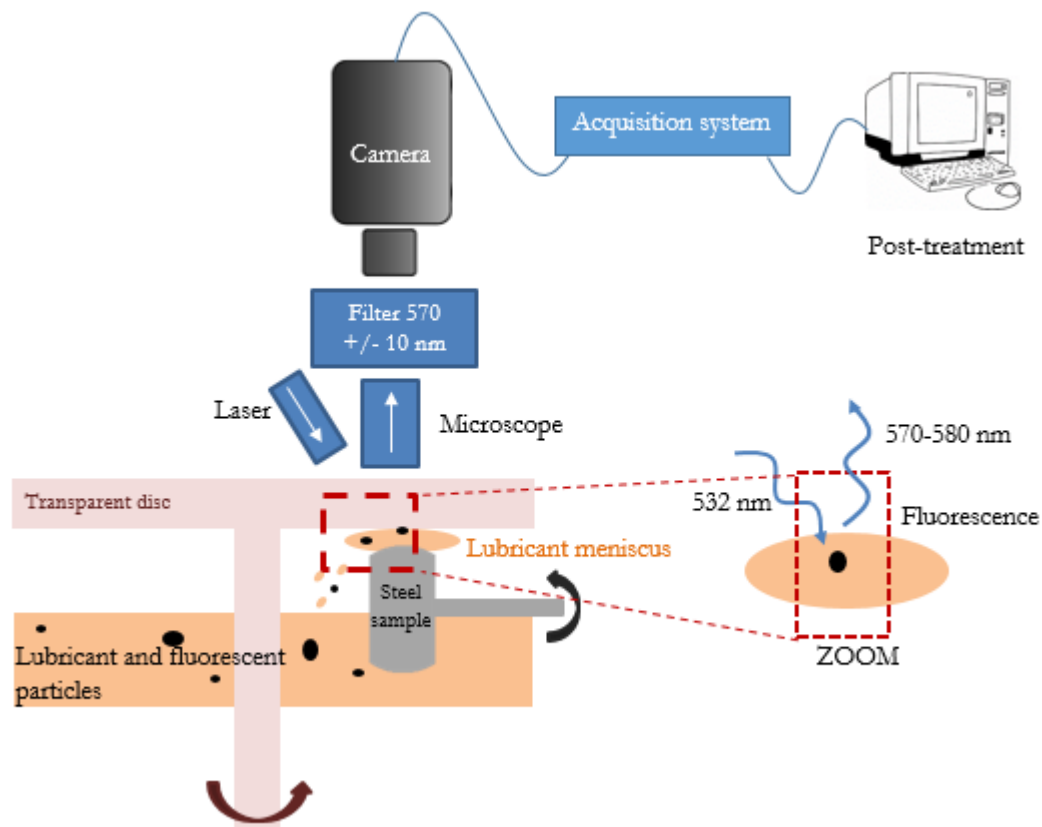 Camera
Acquisition system
Post-treatment
Filter 570
+/- 10 nm
Laser
Microscope
570-580 nm
Transparent disc
532 nm
Fluorescence
Lubricant meniscus
Steel
sample
Lubricant and fluorescent
particles
ZOOM